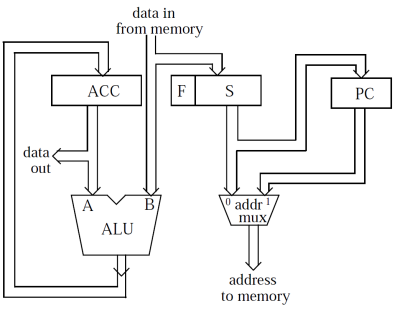 data in
from memory
ACC
F S
PC
data
out
A B
ALU
0 addr 1
mux
address
to memory